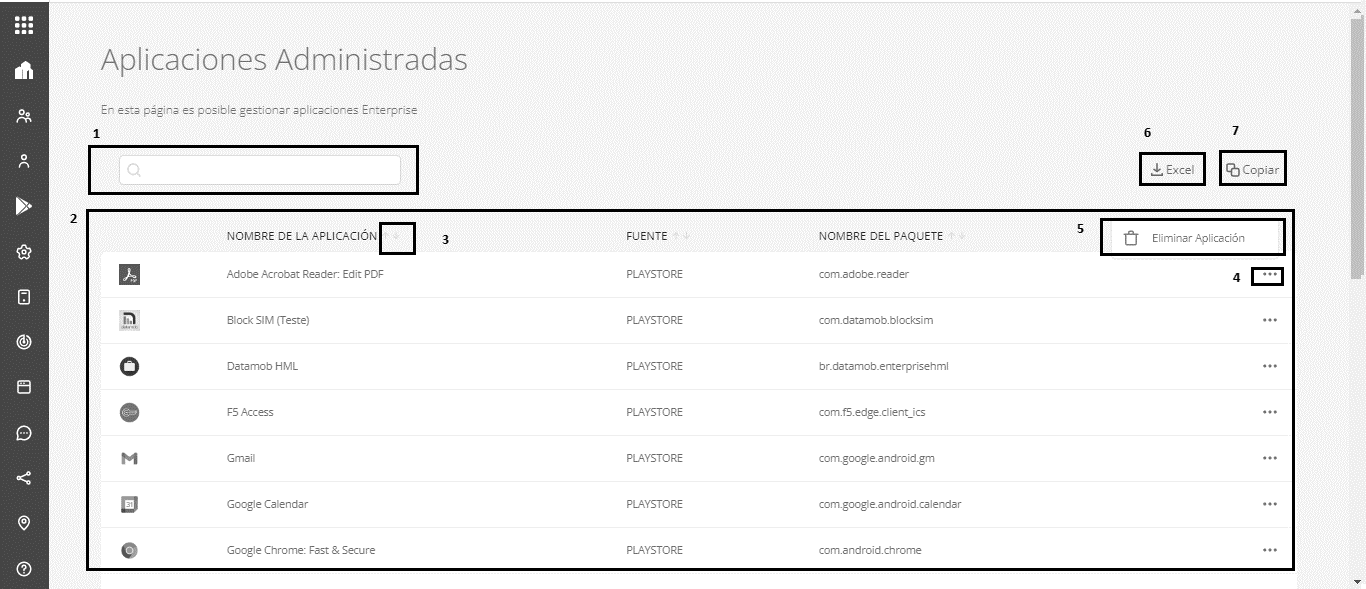 Aplicaciones Administradas
En esta página es posible gestionar aplicaciones Enterprise
1
6
7
Excel
Copiar
2
NOMBRE DE LA APLICACIÓN
3
FUENTE
NOMBRE DEL PAQUETE
5
Eliminar Aplicación
Adobe Acrobat Reader: Edit PDF PLAYSTORE com.adobe.reader
4
Block SIM (Teste) PLAYSTORE com.datamob.blocksim
Datamob HML PLAYSTORE br.datamob.enterprisehml
F5 Access PLAYSTORE com.f5.edge.client_ics
Gmail PLAYSTORE com.google.android.gm
31
Google Calendar PLAYSTORE com.google.android.calendar
Google Chrome: Fast & Secure PLAYSTORE com.android.chrome